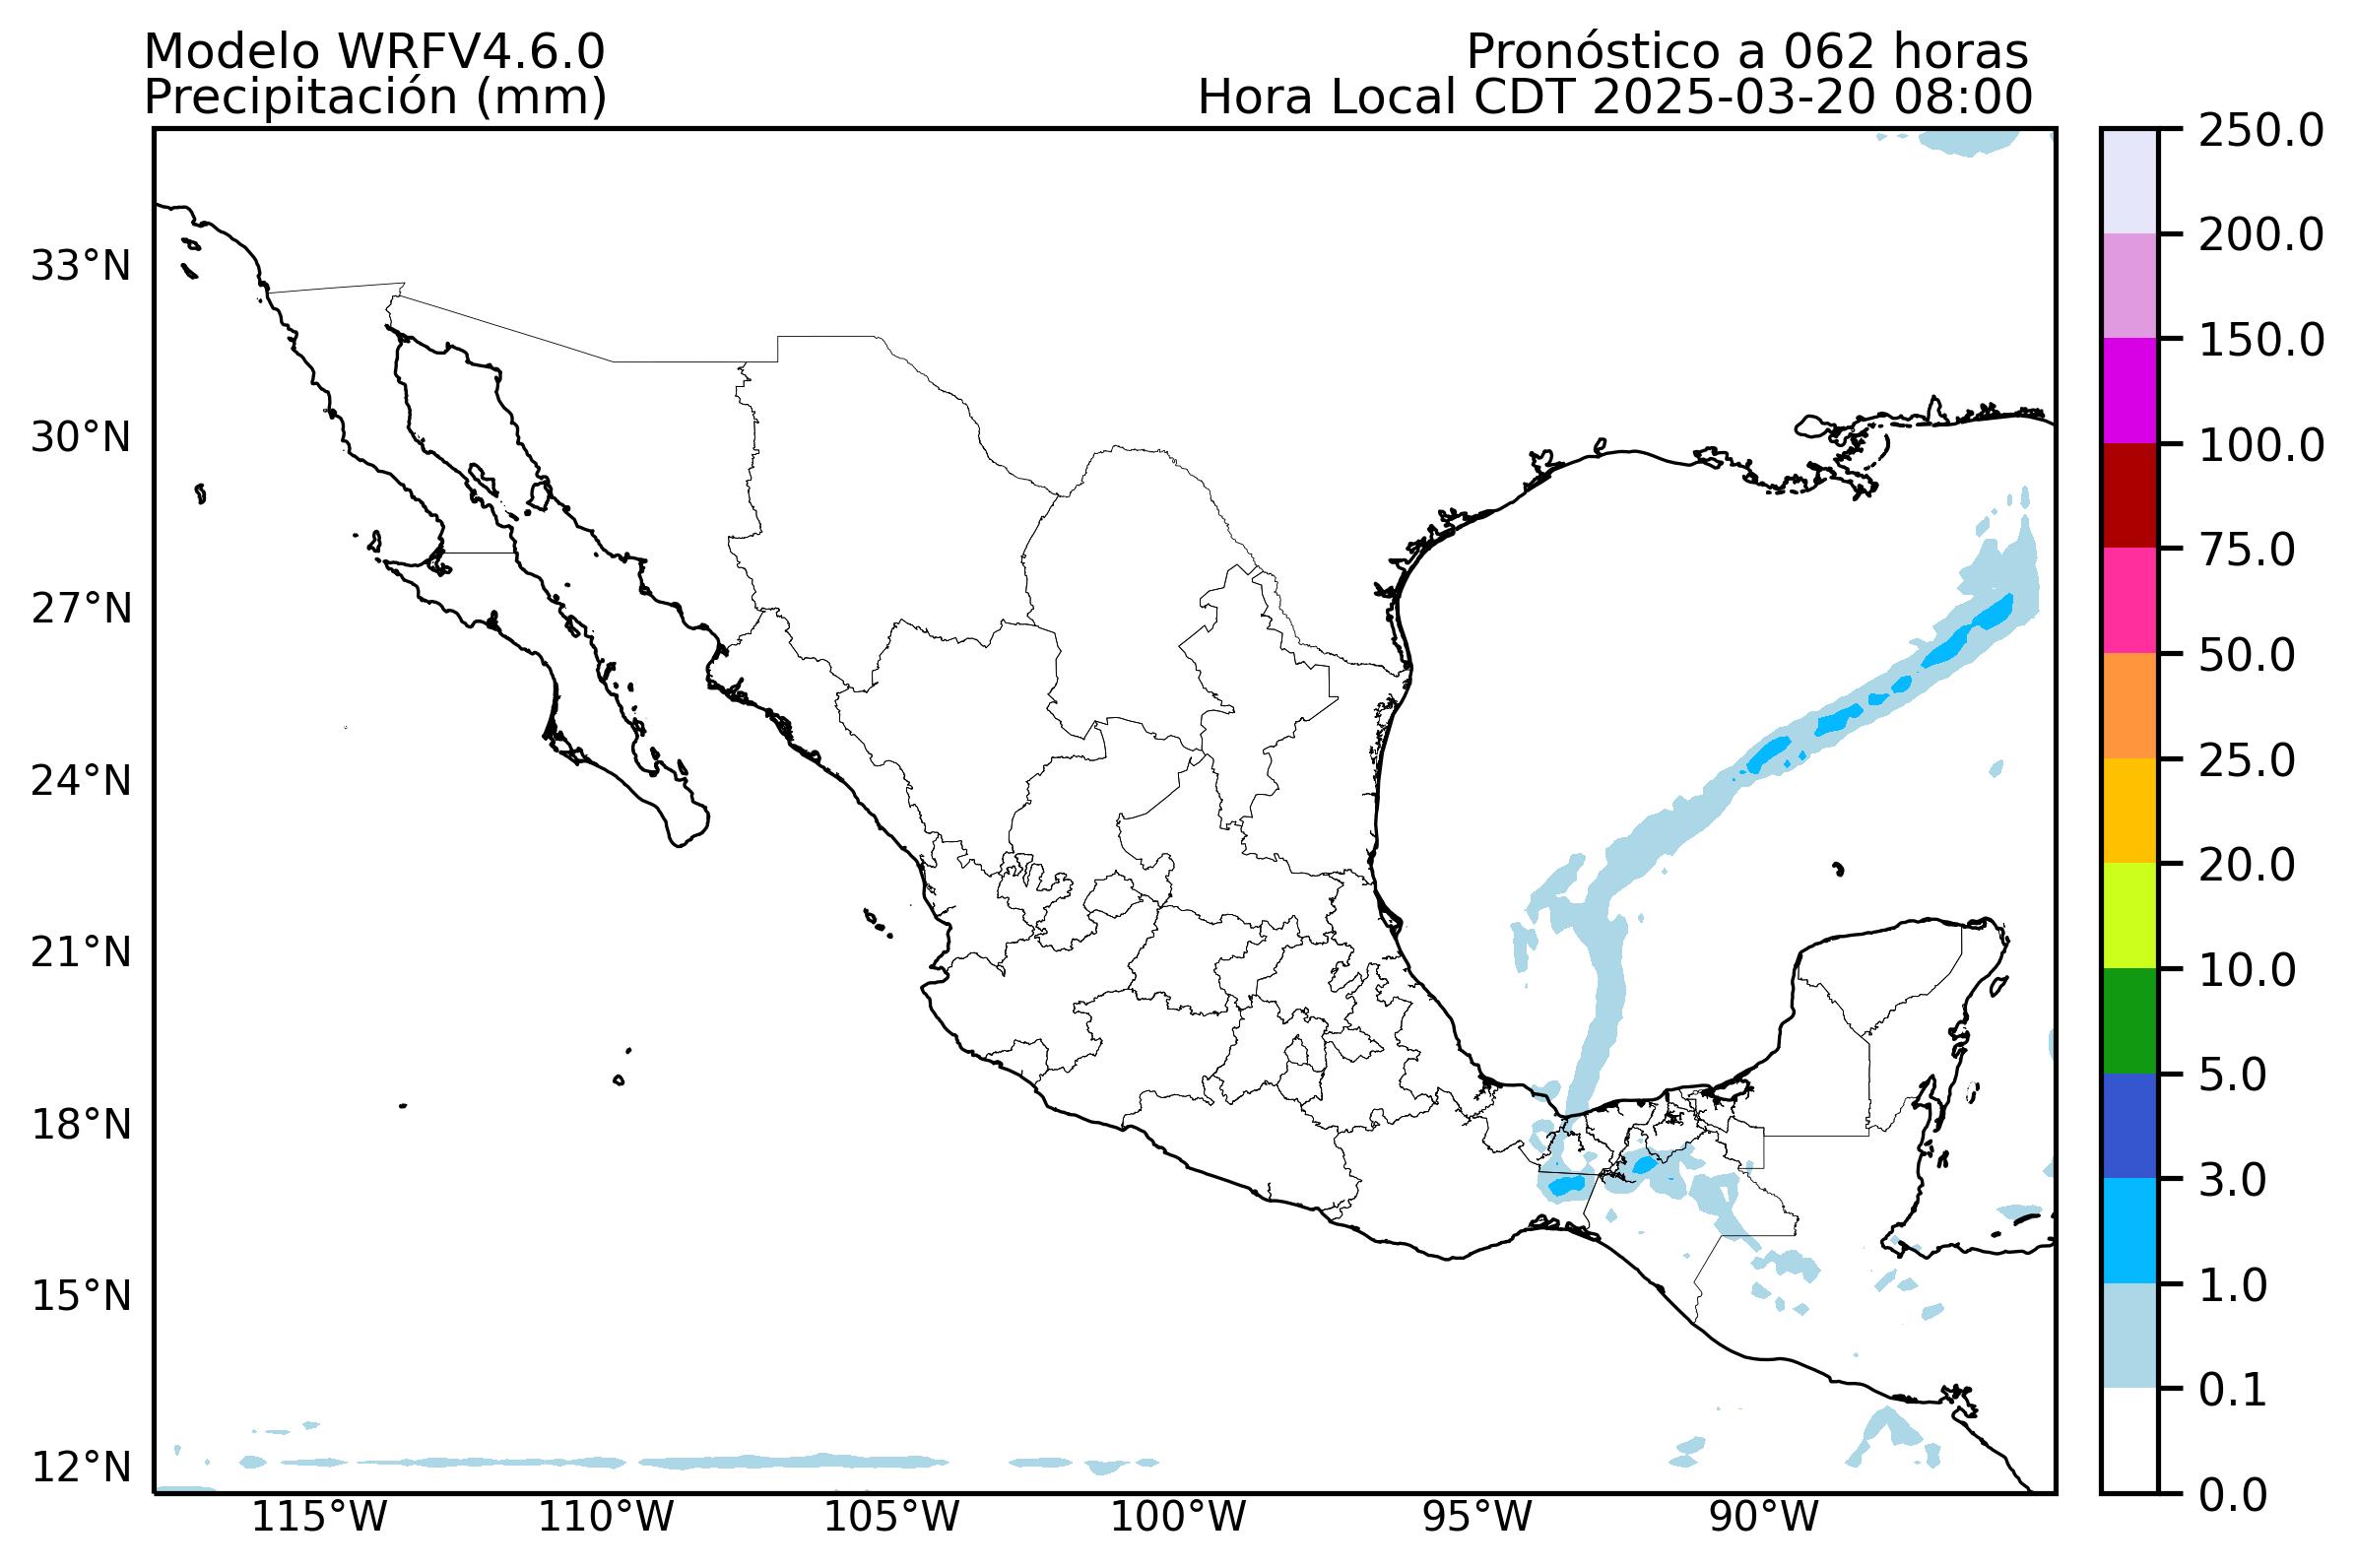 Modelo WRFV4.6.0
Precipitación (mm)
Pronóstico a 062 horas
Hora Local CDT 2025-03-20 08:00
33°N
30°N
27°N
24°N
21°N
18°N
15°N
12°N
115°W
110°W
105°W
100°W
95°W
90°W
250.0
200.0
150.0
100.0
75.0
50.0
25.0
20.0
10.0
5.0
3.0
1.0
0.1
0.0